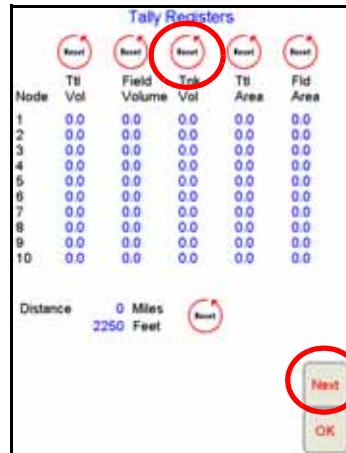 Tally Registers
Reset Reset Reset Reset Reset
Ttl Field Tnk Ttl Fld
Node Vol Volume Vol Area Area
1 0.0 0.0 0.0 0.0 0.0
2 0.0 0.0 0.0 0.0 0.0
3 0.0 0.0 0.0 0.0 0.0
4 0.0 0.0 0.0 0.0 0.0
5 0.0 0.0 0.0 0.0 0.0
6 0.0 0.0 0.0 0.0 0.0
7 0.0 0.0 0.0 0.0 0.0
8 0.0 0.0 0.0 0.0 0.0
9 0.0 0.0 0.0 0.0 0.0
10 0.0 0.0 0.0 0.0 0.0
Distance 0 Miles Reset
2250 Feet
Next
OK